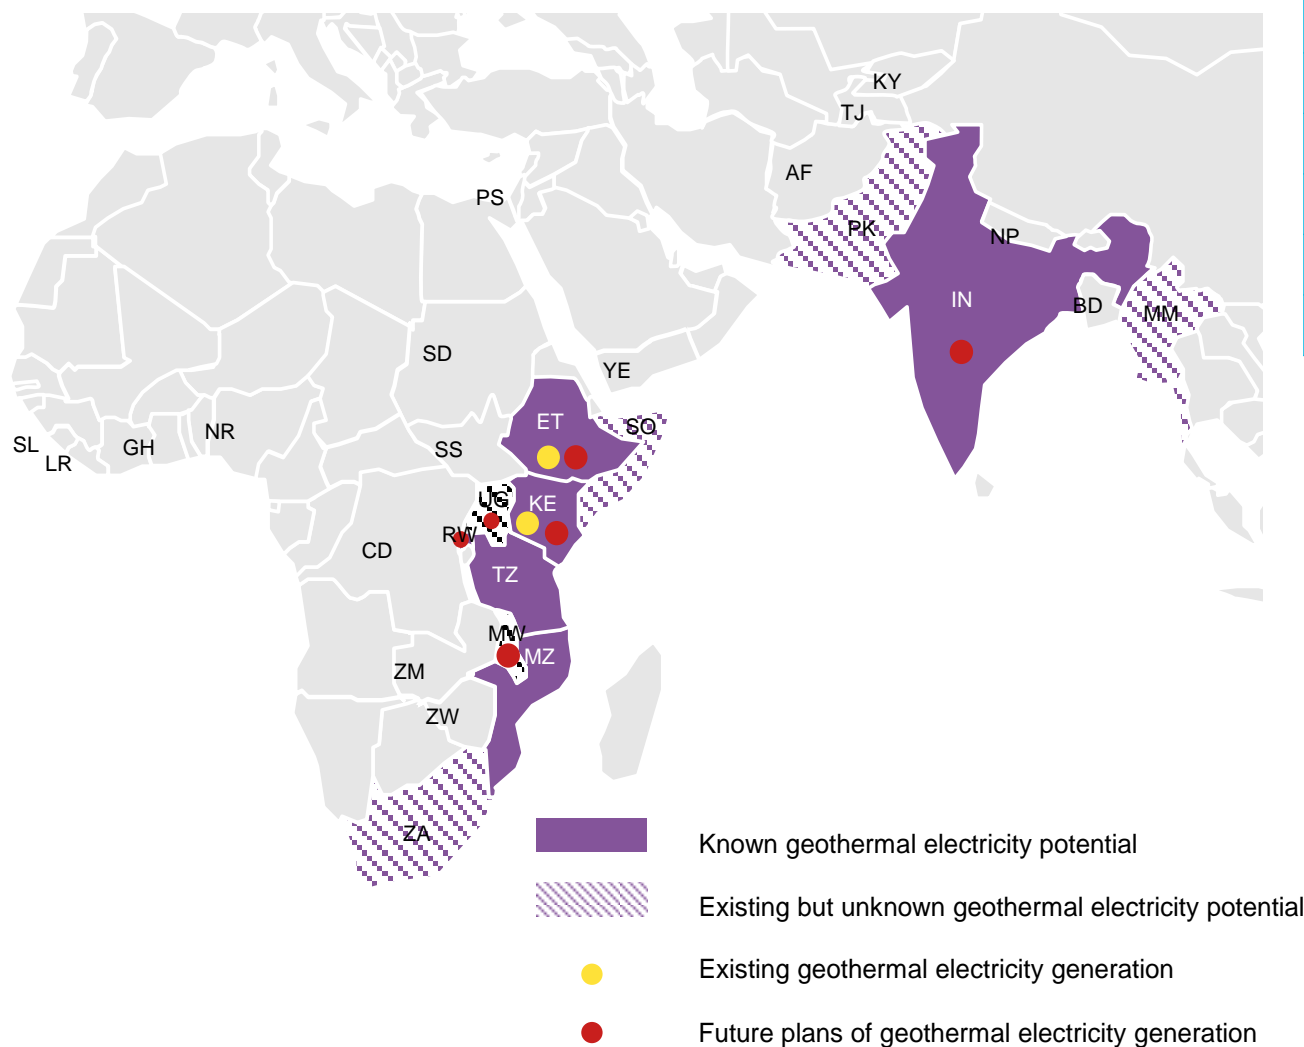 KY
TJ
AF
PS
PK
NP
IN
BD
MM
SD
YE
ET
SO
NR
SL
GH
SS
LR
UG
KE
RW
CD
TZ
MW
MZ
ZM
ZW
ZA
Known geothermal electricity potential
Existing but unknown geothermal electricity potential
Existing geothermal electricity generation
Future plans of geothermal electricity generation